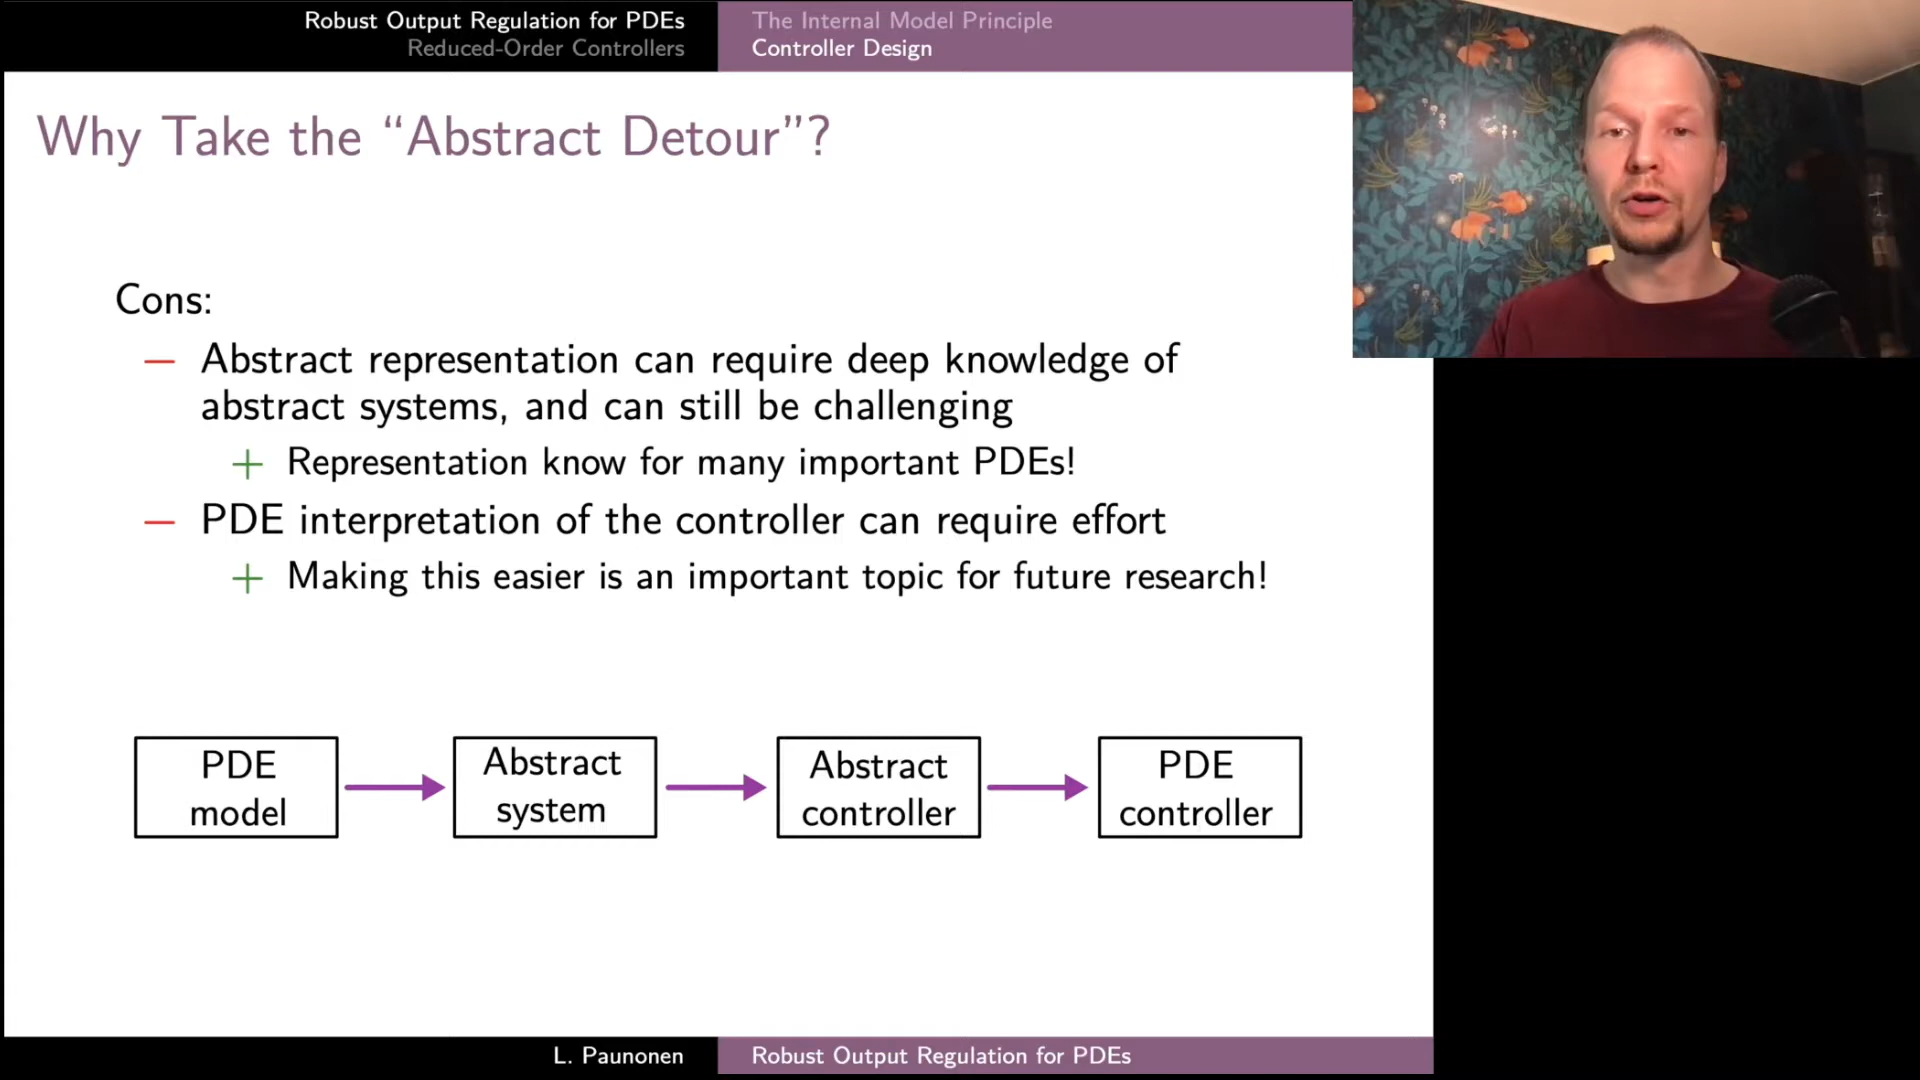 Robust Output Regulation for PDEs
Reduced-Order Controllers
The Internal Model Principle
Controller Design
Why Take the “Abstract Detour”?
Cons:
— Abstract representation can require deep knowledge of
abstract systems, and can still be challenging
+ Representation know for many important PDEs!
— PDE interpretation of the controller can require effort
+ Making this easier is an important topic for future research!
PDE
model
Abstract
system
Abstract
controller
PDE
controller
L. Paunonen
Robust Output Regulation for PDEs